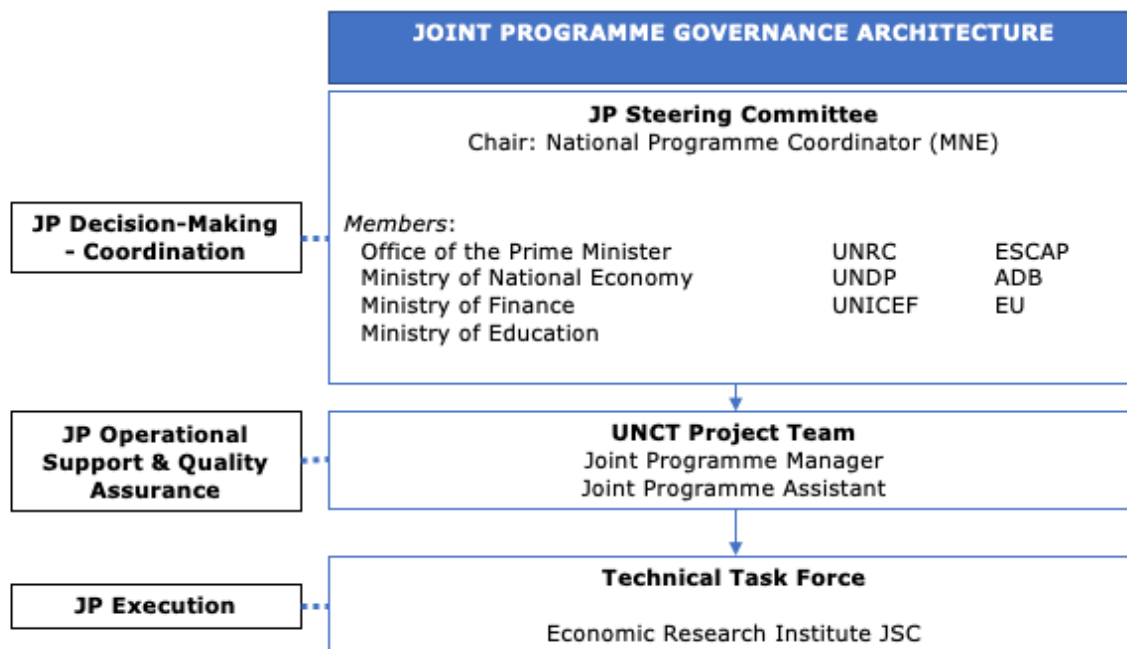 JOINT PROGRAMME GOVERNANCE ARCHITECTURE
JP Steering Committee
Chair: National Programme Coordinator (MNE)
JP Decision-Making
- Coordination
Members:
Office of the Prime Minister UNRC ESCAP
Ministry of National Economy UNDP ADB
Ministry of Finance UNICEF EU
Ministry of Education
JP Operational
Support & Quality
Assurance
UNCT Project Team
Joint Programme Manager
Joint Programme Assistant
JP Execution
Technical Task Force
Economic Research Institute JSC